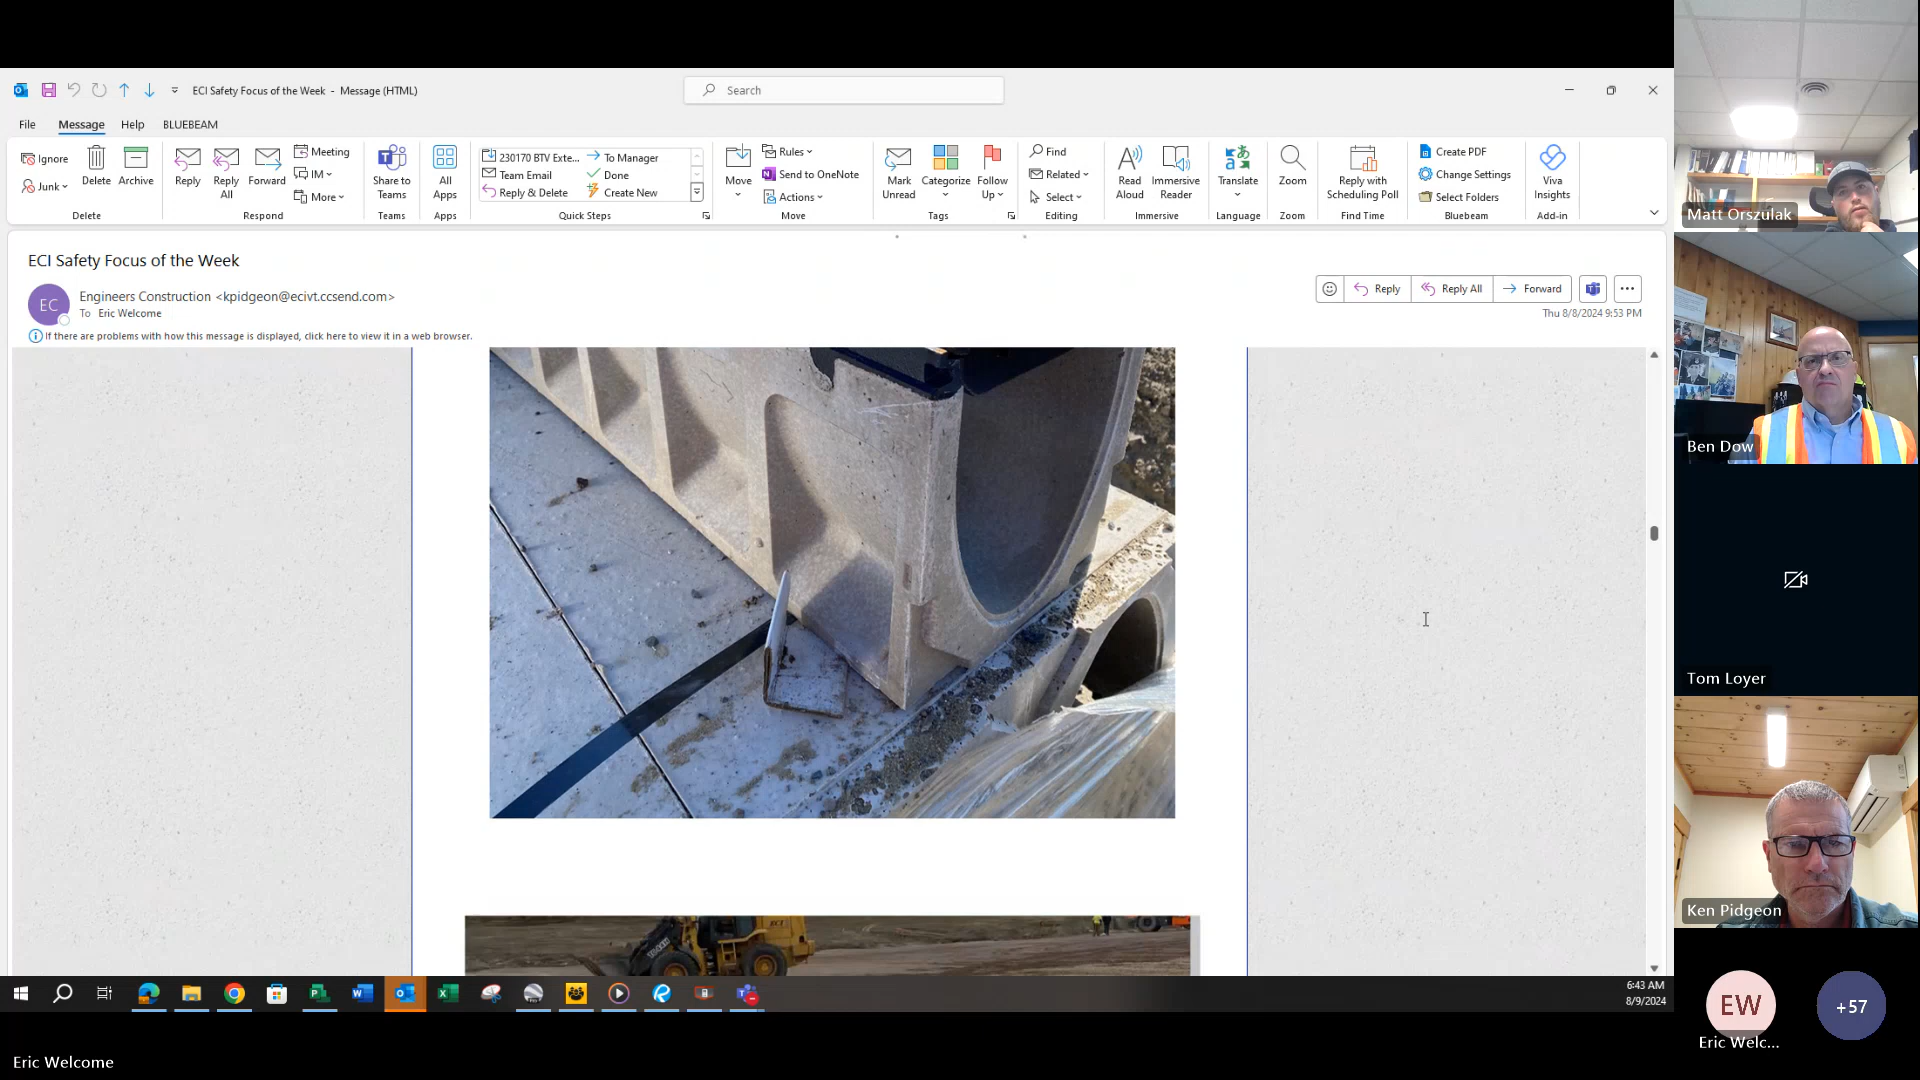 ECI Safety Focus of the Week - Message (HTML)
Search
File
Message
Help
BLUEBEAM
Ignore
Junk
Delete
Archive
Delete
Reply
Reply All
Forward
Meeting
IM
More
Respond
Share to Teams
Teams
All Apps
Apps
230170 BTV Exte...
Team Email
Reply & Delete
To Manager
Done
Create New
Quick Steps
Move
Rules
Send to OneNote
Actions
Move
Mark Unread
Categorize
Follow Up
Tags
Find
Related
Select
Editing
Read Aloud
Immersive Reader
Immersive
Translate
Language
Zoom
Zoom
Reply with Scheduling Poll
Find Time
Create PDF
Change Settings
Select Folders
Bluebeam
Viva Insights
Add-in
ECI Safety Focus of the Week
EC
Engineers Construction <kpidgeon@ecivt.ccsend.com>
To Eric Welcome
If there are problems with how this message is displayed, click here to view it in a web browser.
Reply
Reply All
Forward
Thu 8/8/2024 9:53 PM
6:43 AM
8/9/2024
Eric Welcome
Matt Orszulak
Ben Dow
Tom Loyer
Ken Pidgeon
EW
Eric Welc...
+57